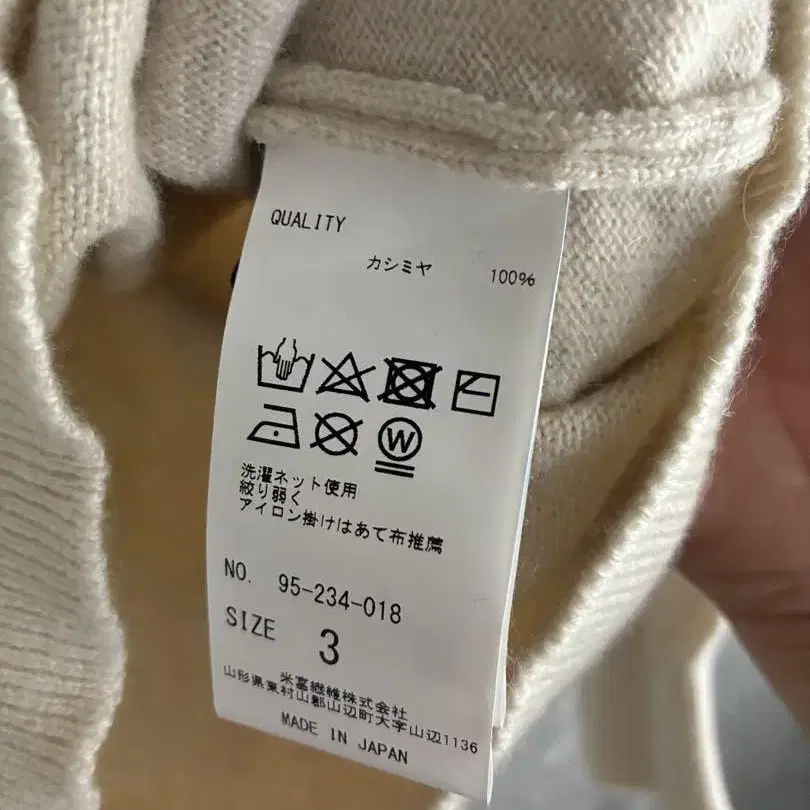 QUALITY
カシミヤ 100%
W
洗濯ネット使用
絞り弱く
アイロン掛けはあて布推薦
NO. 95-234-018
SIZE 3
米富繊維株式会社
山形県東村山郡山辺町大字山辺1136
MADE IN JAPAN